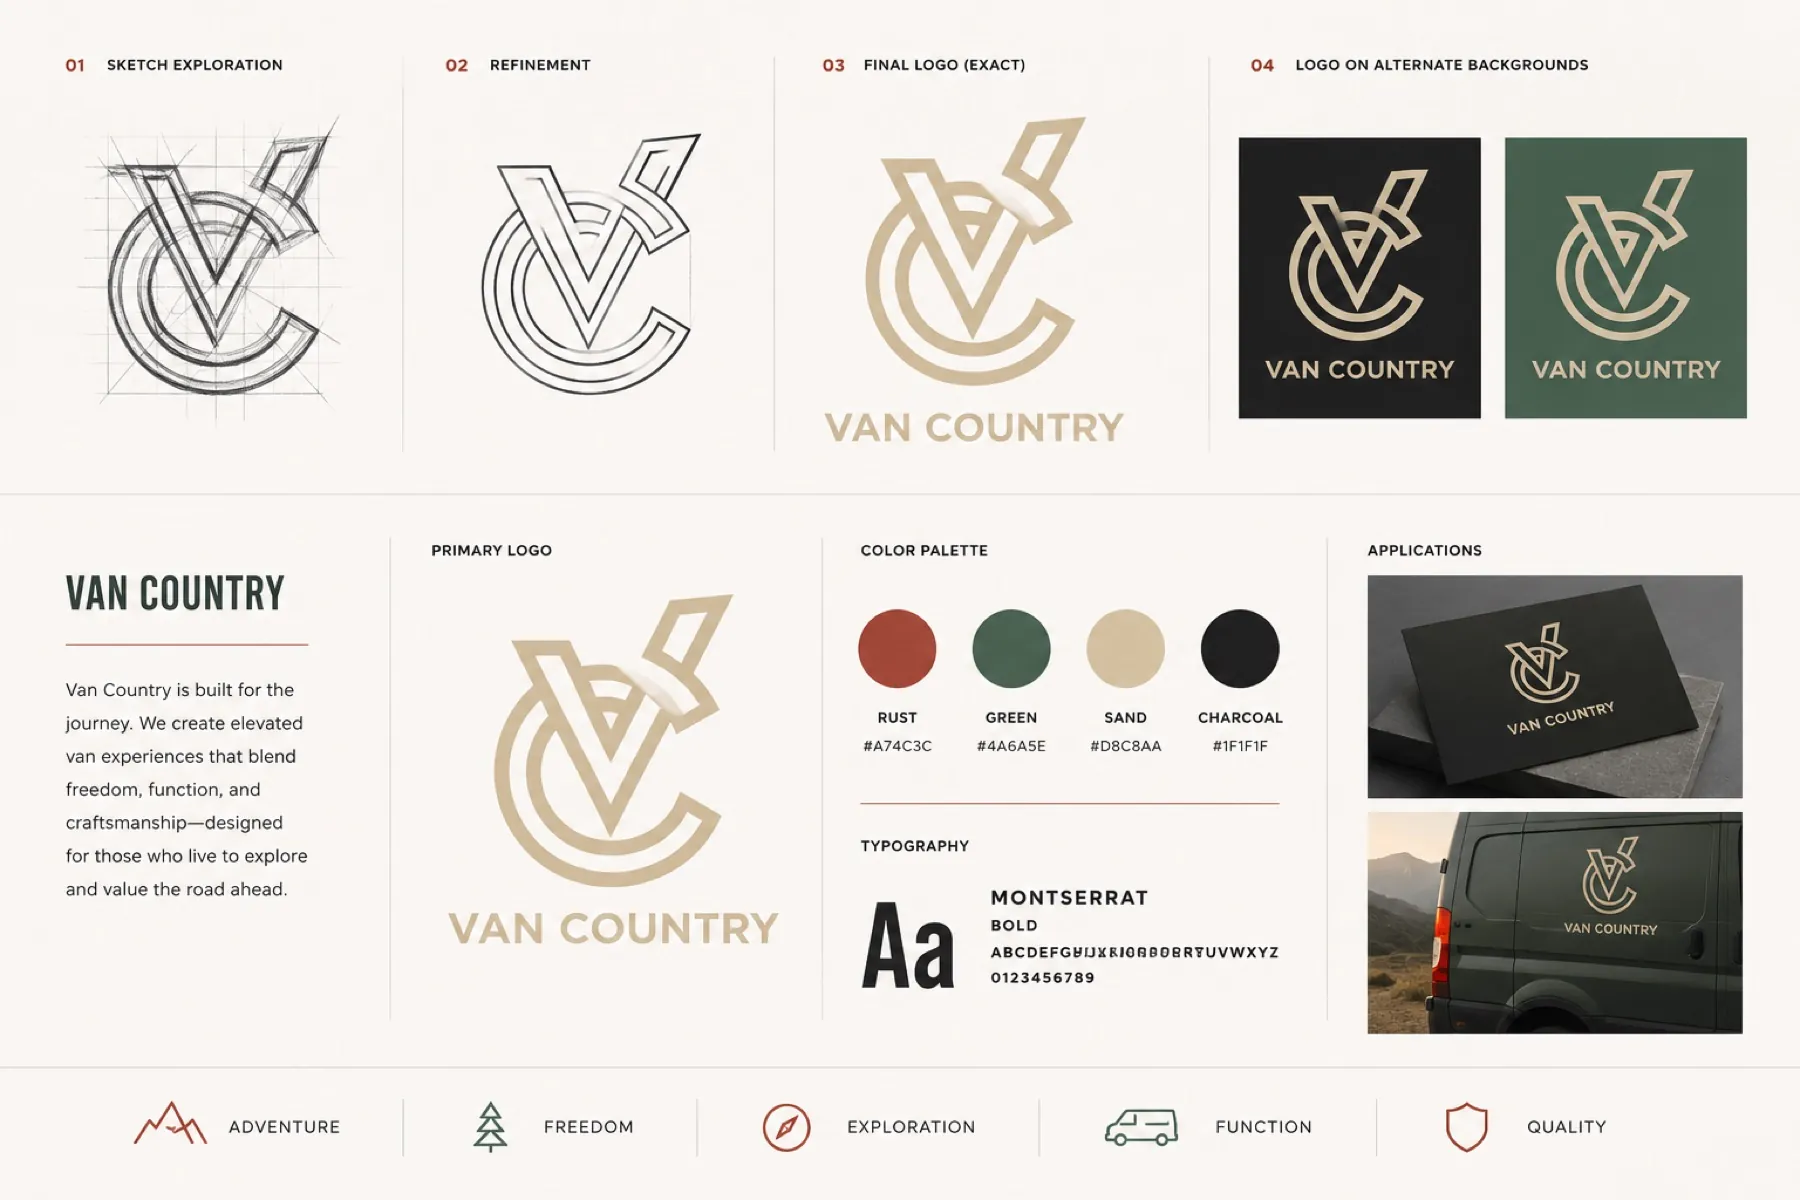 01 SKETCH EXPLORATION
02 REFINEMENT
03 FINAL LOGO (EXACT)
04 LOGO ON ALTERNATE BACKGROUNDS
VAN COUNTRY
VAN COUNTRY
VAN COUNTRY
VAN COUNTRY
Van Country is built for the
journey. We create elevated
van experiences that blend
freedom, function, and
craftsmanship—designed
for those who live to explore
and value the road ahead.
PRIMARY LOGO
VAN COUNTRY
COLOR PALETTE
RUST
GREEN
SAND
CHARCOAL
#A74C3C
#4A6A5E
#D8C8AA
#1F1F1F
TYPOGRAPHY
Aa
MONTSERRAT
BOLD
0123456789
APPLICATIONS
VAN COUNTRY
VAN COUNTRY
ADVENTURE
FREEDOM
EXPLORATION
FUNCTION
QUALITY